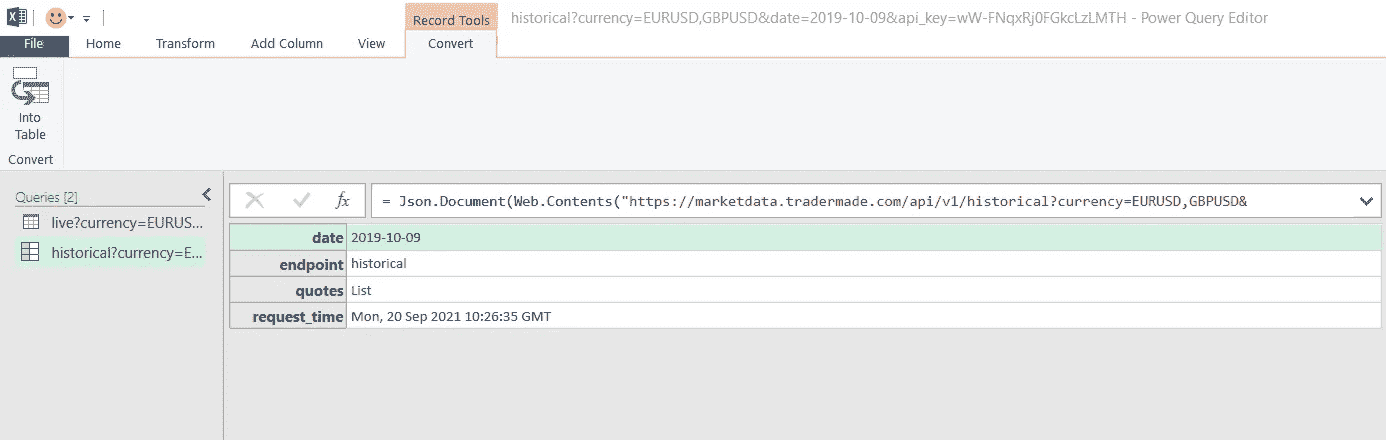 Record Tools
historical?currency=EURUSD,GBPUSD&date=2019-10-09&api_key=wW-FNqxRj0FGkcLzLMTH - Power Query Editor
File Home Transform Add Column View Convert
Into
Table
Convert
Queries [2]
fx = Json.Document(Web.Contents("https://marketdata.tradermade.com/api/v1/historical?currency=EURUSD,GBPUSD&
live?currency=EURUS...
historical?currency=E...
date 2019-10-09
endpoint historical
quotes List
request_time Mon, 20 Sep 2021 10:26:35 GMT